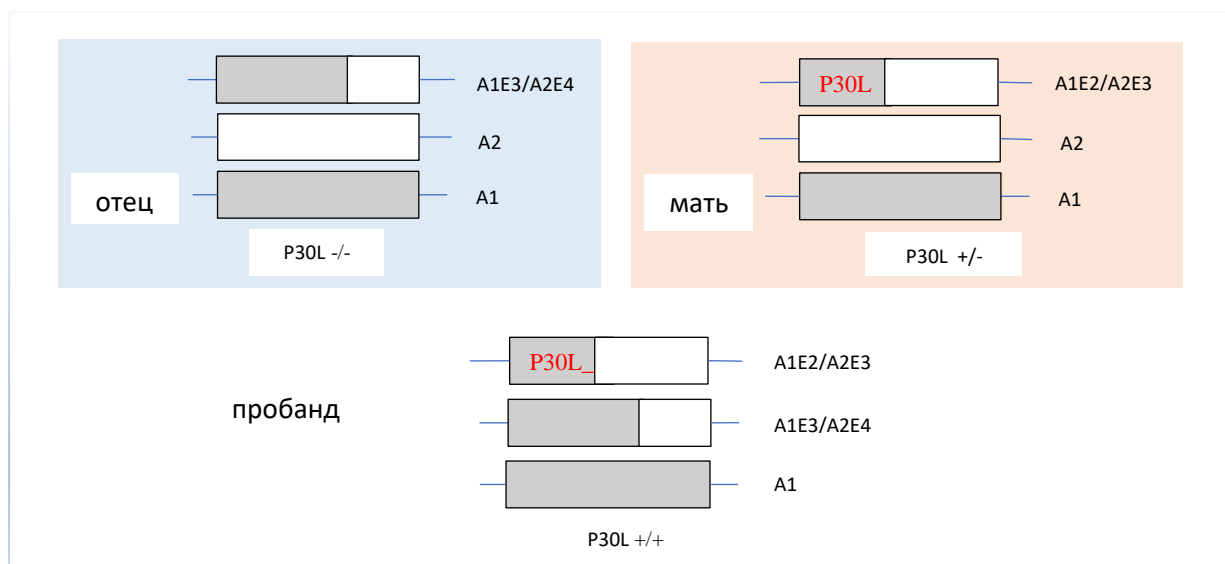 A1E3/A2E4
A2
A1
отец
P30L -/-
P30L
A1E2/A2E3
A2
A1
мать
P30L +/-
P30L_
A1E2/A2E3
пробанд
A1E3/A2E4
A1
P30L +/+